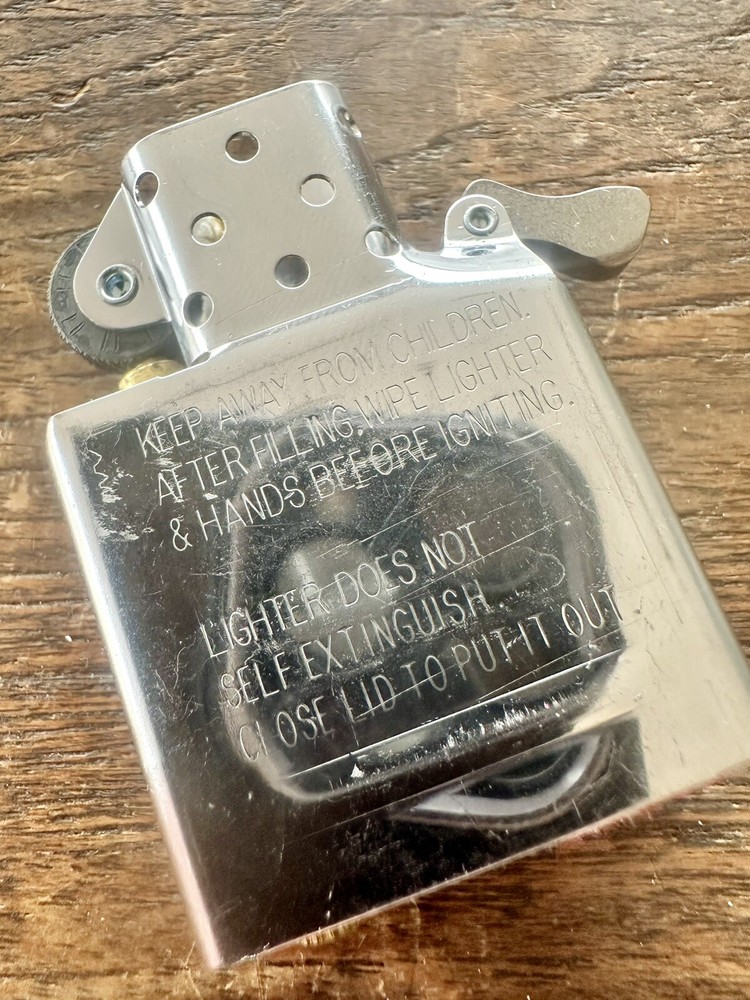 KEEP AWAY FROM CHILDREN.
AFTER FILLING, WIPE LIGHTER
& HANDS BEFORE IGNITING.
LIGHTER DOES NOT
SELF EXTINGUISH.
CLOSE LID TO PUT IT OUT